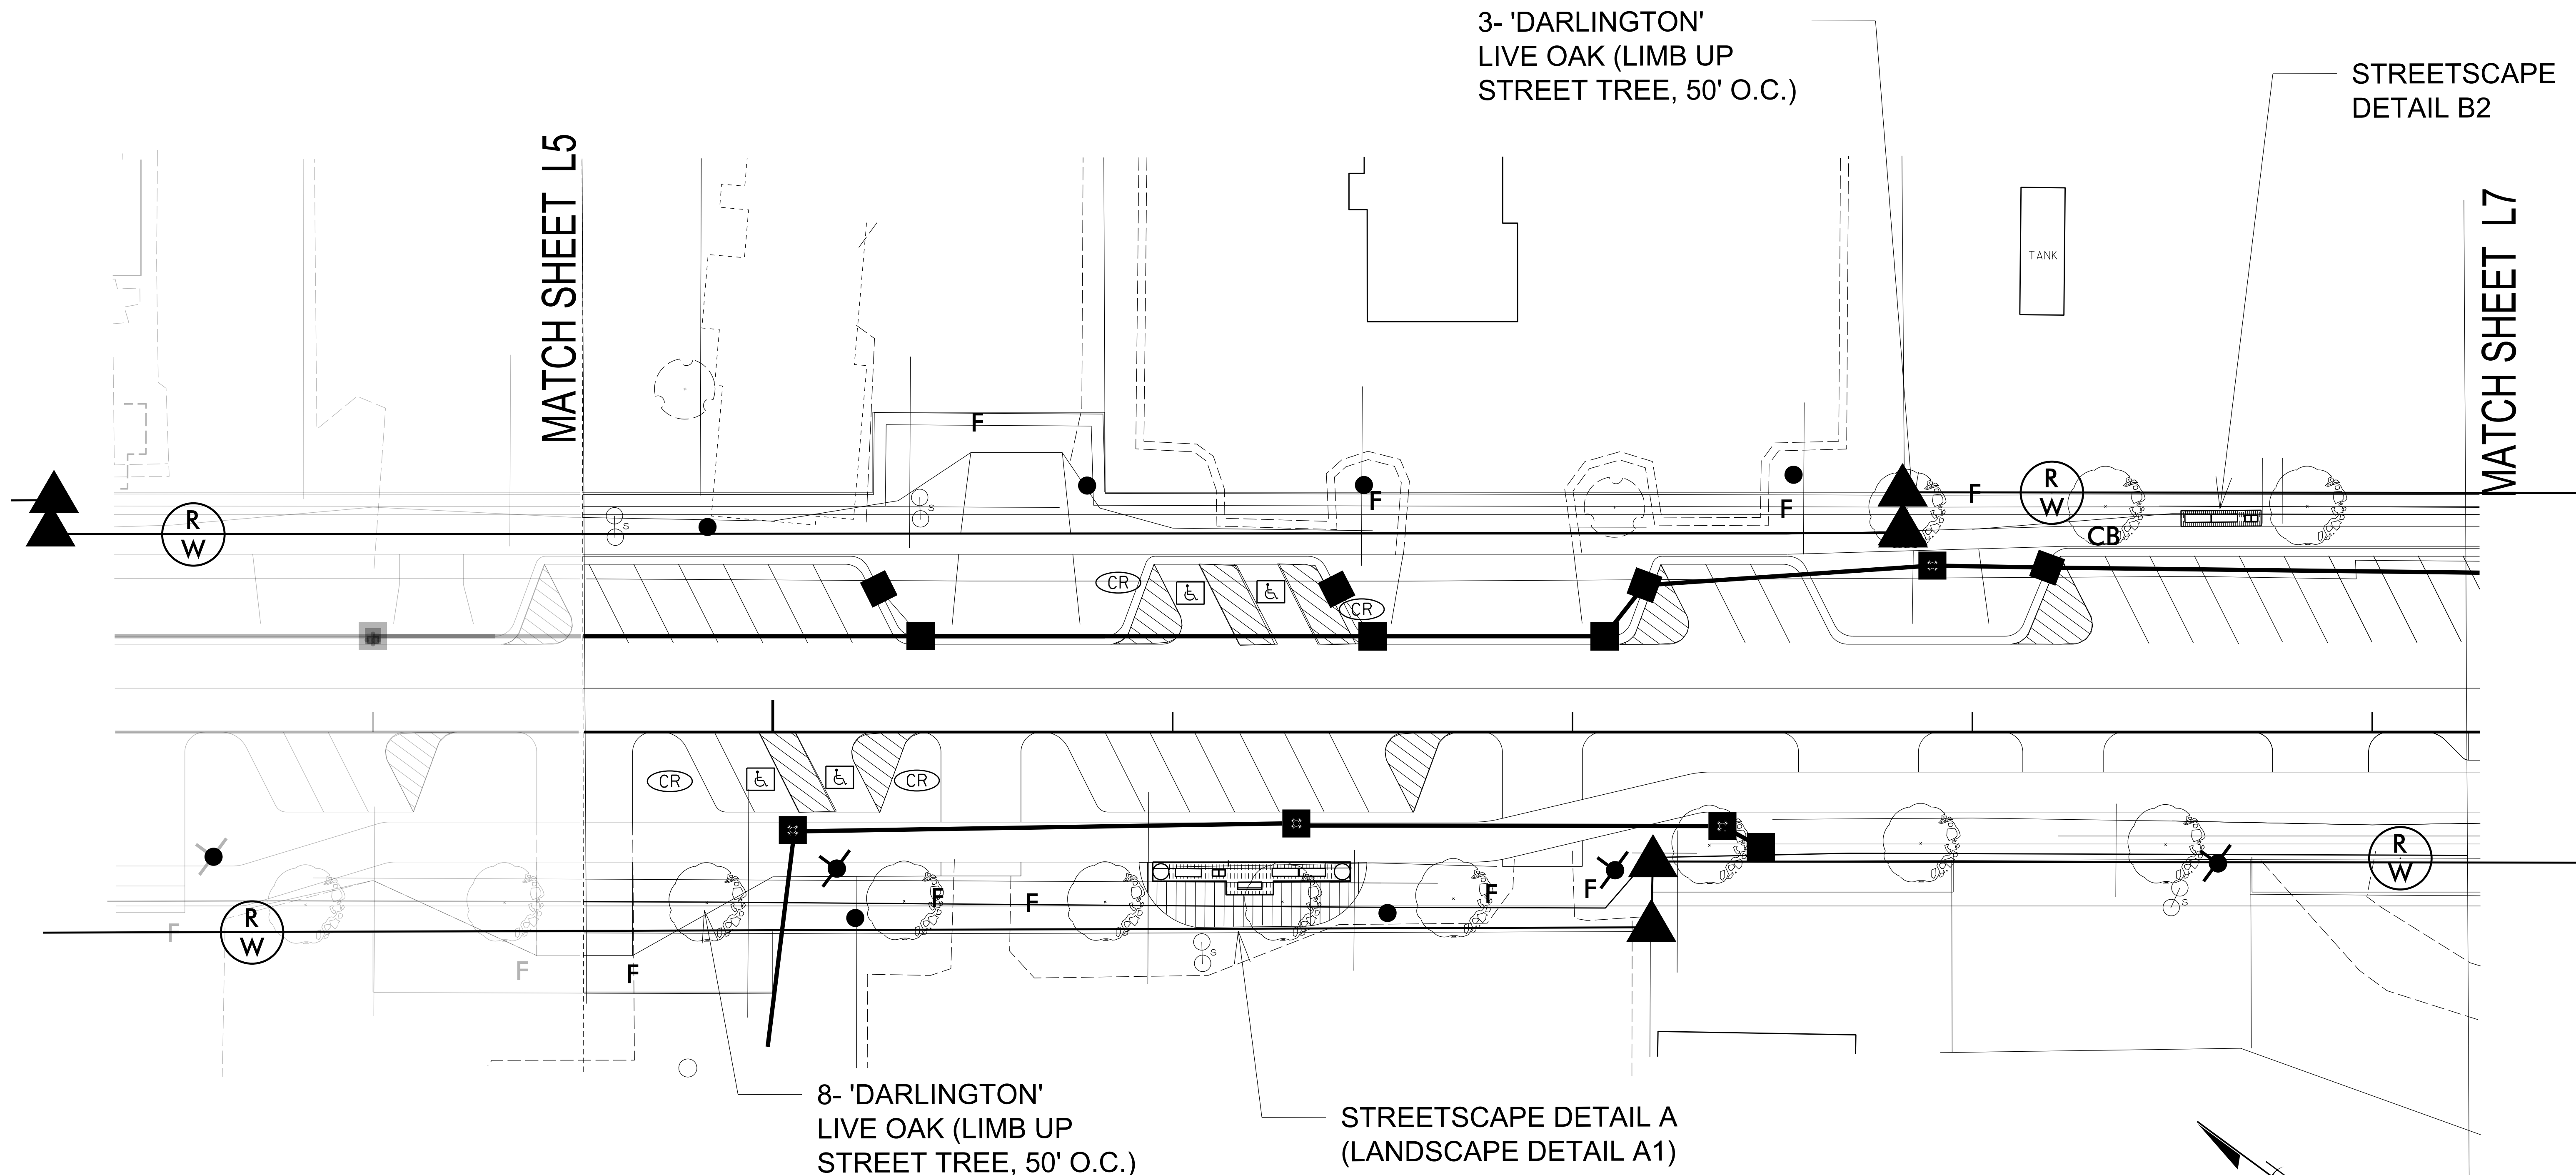 3- 'DARLINGTON'
LIVE OAK (LIMB UP
STREET TREE, 50' O.C.)
STREETSCAPE
DETAIL B2
MATCH SHEET L5
MATCH SHEET L7
TANK
F
F
F
F
R
W
R
W
S
S
CB
CR
CR
CR
CR
R
W
R
W
F
F
F
F
F
F
F
S
S
8- 'DARLINGTON'
LIVE OAK (LIMB UP
STREET TREE, 50' O.C.)
STREETSCAPE DETAIL A
(LANDSCAPE DETAIL A1)